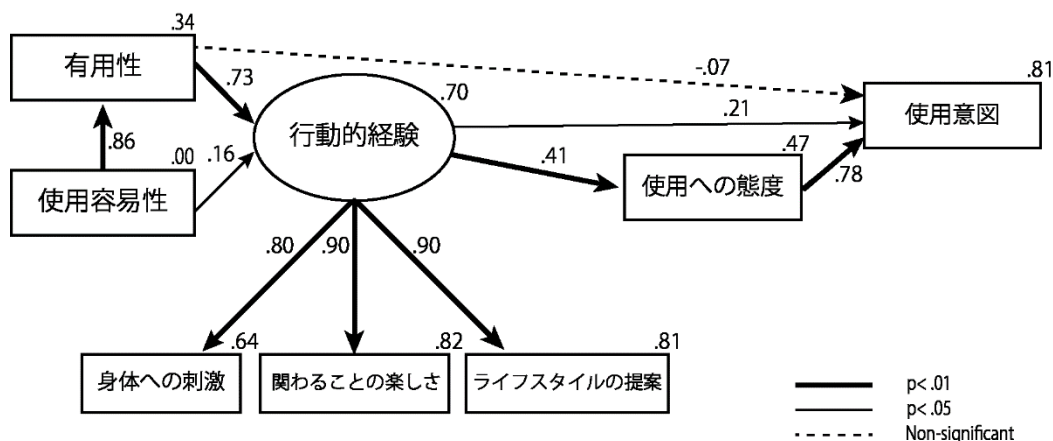 .34
有用性
.73
-.07
.81
使用意図
.70
行動的経験
.21
.86
.00
.16
使用容易性
.41
.47
使用への態度
.78
.80
.90
.90
.64
身体への刺激
.82
関わることの楽しさ
.81
ライフスタイルの提案
p< .01
p< .05
Non-significant